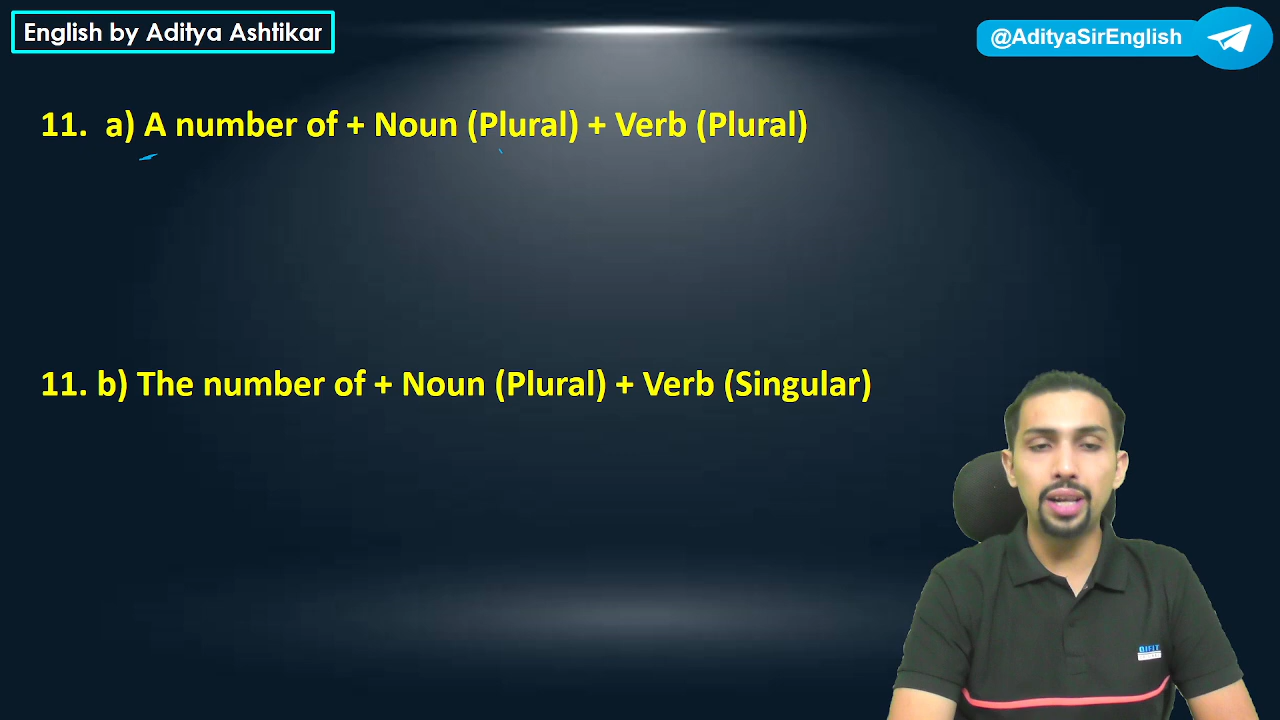 English by Aditya Ashtikar
@AdityaSirEnglish
11. a) A number of + Noun (Plural) + Verb (Plural)
11. b) The number of + Noun (Plural) + Verb (Singular)